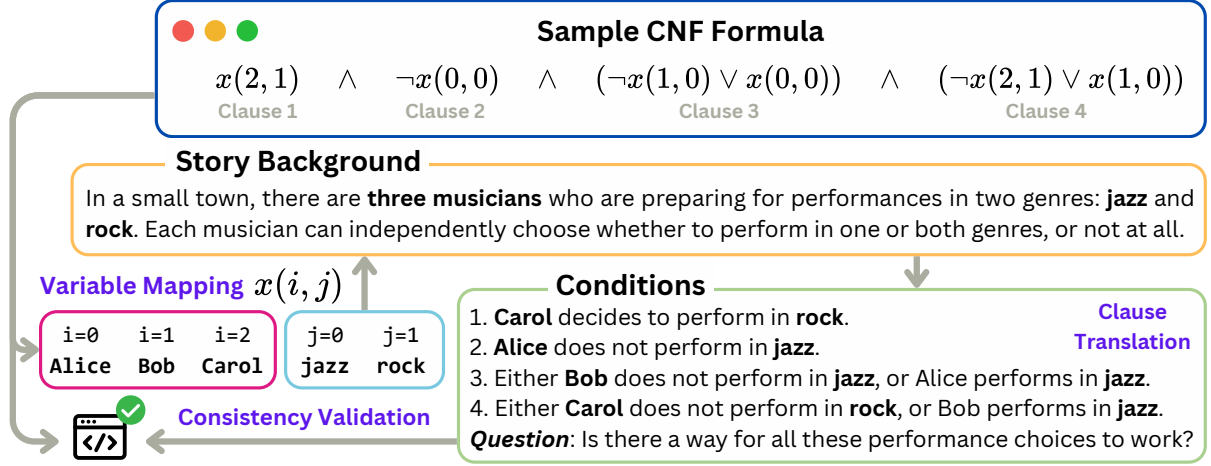 Sample CNF Formula
x(2, 1) ∧ ¬x(0, 0) ∧ (¬x(1, 0) ∨ x(0, 0)) ∧ (¬x(2, 1) ∨ x(1, 0))
Clause 1 Clause 2 Clause 3 Clause 4
Story Background
In a small town, there are three musicians who are preparing for performances in two genres: jazz and
rock. Each musician can independently choose whether to perform in one or both genres, or not at all.
Variable Mapping x(i, j)
i=0 i=1 i=2
Alice Bob Carol
j=0 j=1
jazz rock
Conditions
1. Carol decides to perform in rock.
2. Alice does not perform in jazz.
3. Either Bob does not perform in jazz, or Alice performs in jazz.
4. Either Carol does not perform in rock, or Bob performs in jazz.
Question: Is there a way for all these performance choices to work?
Clause
Translation
Consistency Validation
</>